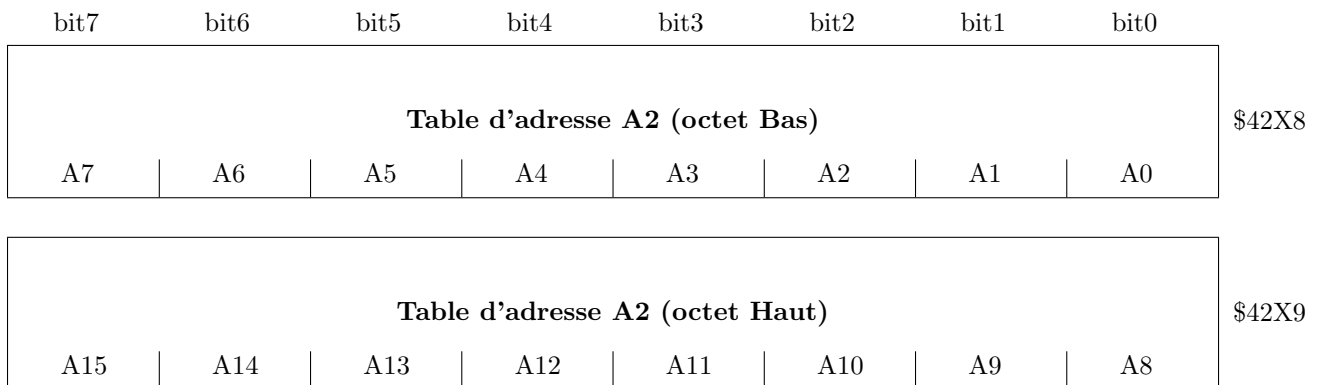 bit7 bit6 bit5 bit4 bit3 bit2 bit1 bit0
Table d'adresse A2 (octet Bas) $42X8
A7 A6 A5 A4 A3 A2 A1 A0
Table d'adresse A2 (octet Haut) $42X9
A15 A14 A13 A12 A11 A10 A9 A8